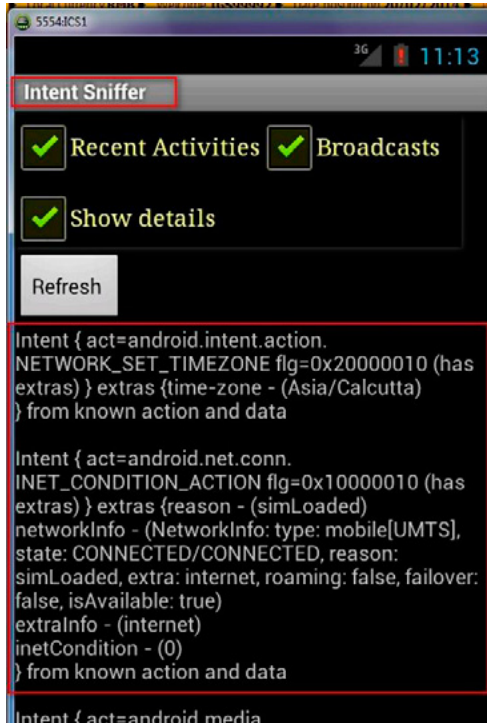 5554:ICS1
3G 11:13
Intent Sniffer
Recent Activities Broadcasts
Show details
Refresh
Intent { act=android.intent.action.
NETWORK_SET_TIMEZONE flg=0x20000010 (has
extras) } extras {time-zone - (Asia/Calcutta)
} from known action and data
Intent { act=android.net.conn.
INET_CONDITION_ACTION flg=0x10000010 (has
extras) } extras {reason - (simLoaded)
networkInfo - (NetworkInfo: type: mobile[UMTS],
state: CONNECTED/CONNECTED, reason:
simLoaded, extra: internet, roaming: false, failover:
false, isAvailable: true)
extraInfo - (internet)
inetCondition - (0)
} from known action and data
Intent { act=android.media